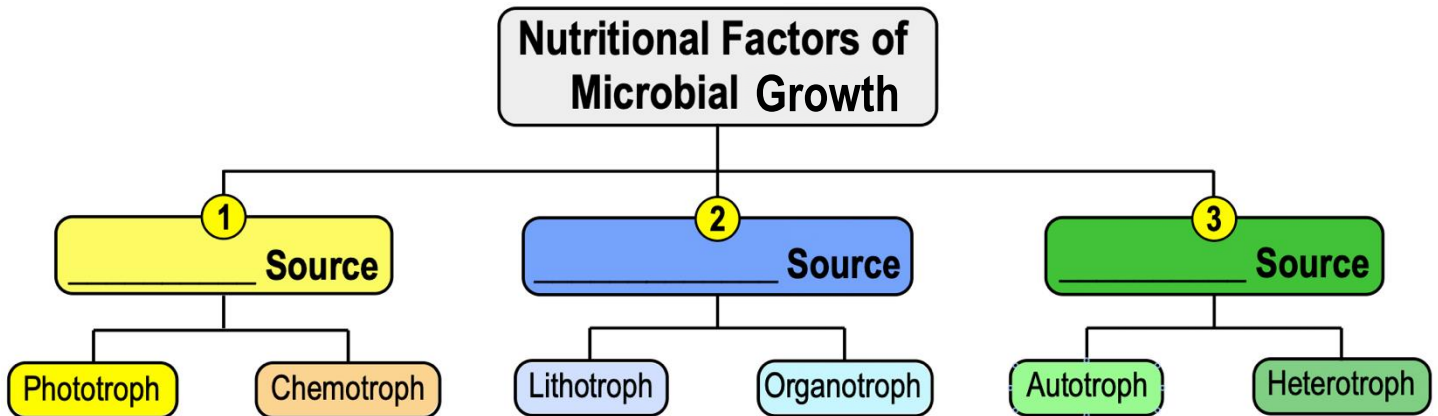 Nutritional Factors of
Microbial Growth
1
2
3
__________ Source
_____________ Source
__________ Source
Phototroph
Chemotroph
Lithotroph
Organotroph
Autotroph
Heterotroph